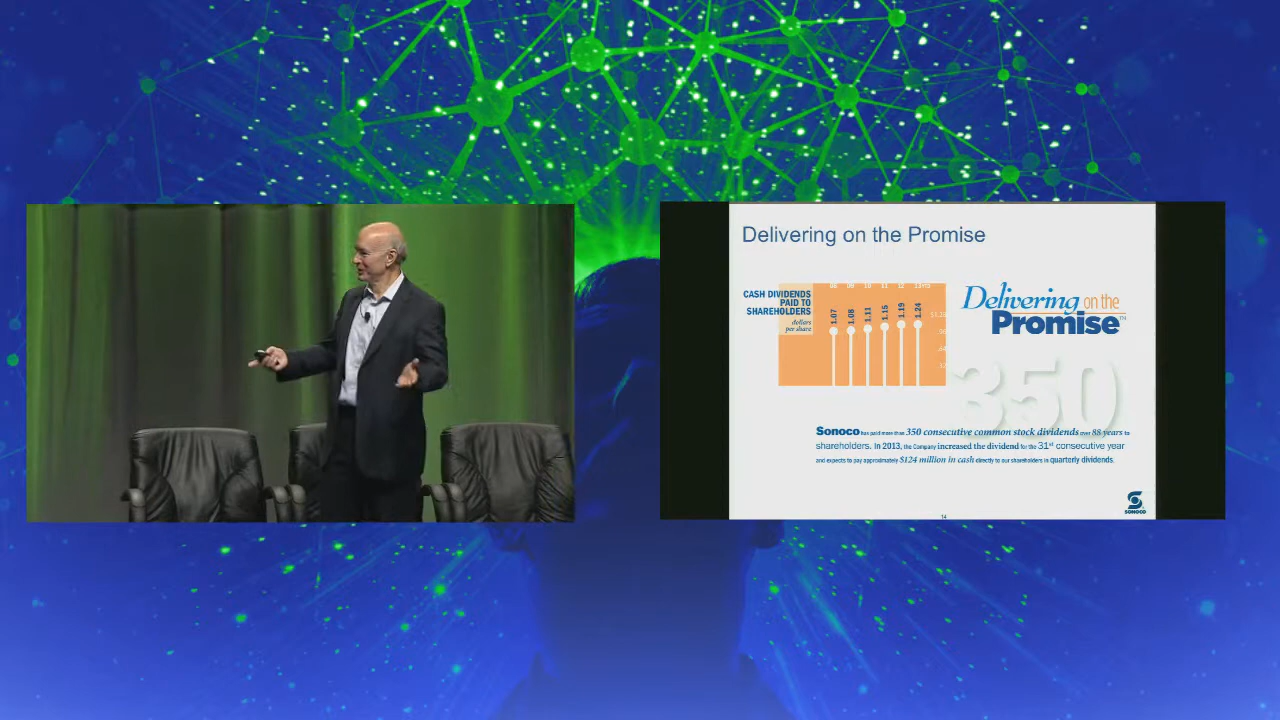 Delivering on the Promise
CASH DIVIDENDS
PAID TO
SHAREHOLDERS
dollars
per share
08 09 10 11 12 13
1.07 1.08 1.11 1.15 1.19 1.24
Delivering on the
Promise
350
Sonoco has paid more than 350 consecutive common stock dividends over 88 years to
shareholders. In 2013, the Company increased the dividend for the 31st consecutive year
and expects to pay approximately $124 million in cash directly to our shareholders in quarterly dividends.
SONOCO
14